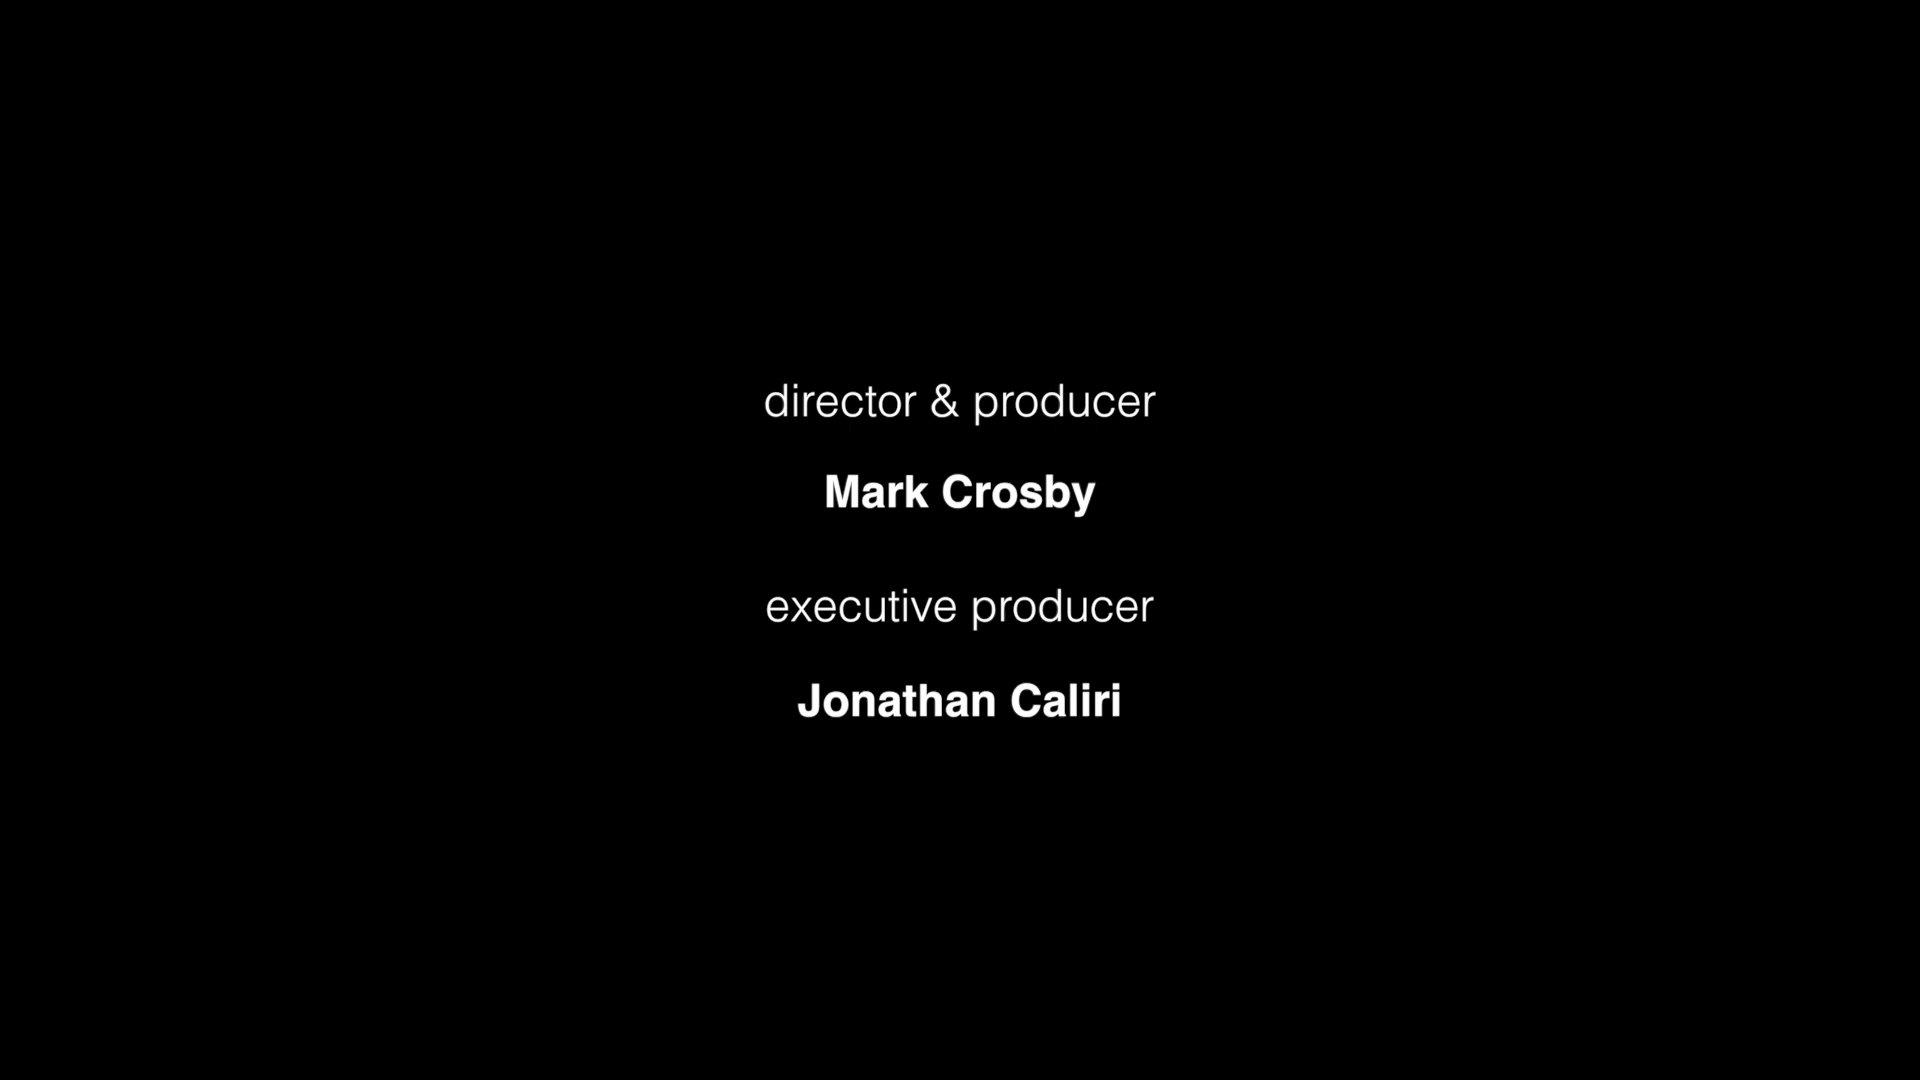 director & producer
Mark Crosby
executive producer
Jonathan Caliri